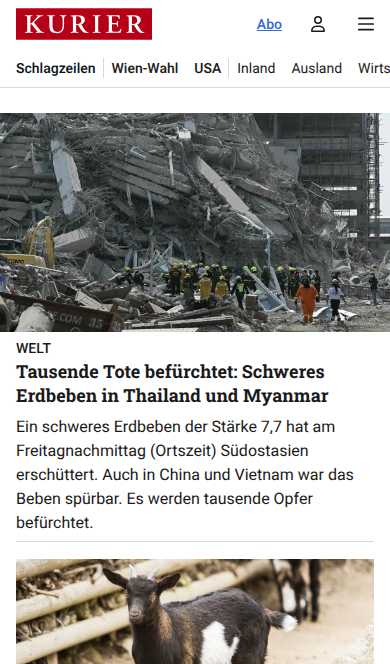 KURIER
Abo
Schlagzeilen Wien-Wahl USA Inland Ausland Wirts
WELT
Tausende Tote befürchtet: Schweres
Erdbeben in Thailand und Myanmar
Ein schweres Erdbeben der Stärke 7,7 hat am
Freitagnachmittag (Ortszeit) Südostasien
erschüttert. Auch in China und Vietnam war das
Beben spürbar. Es werden tausende Opfer
befürchtet.